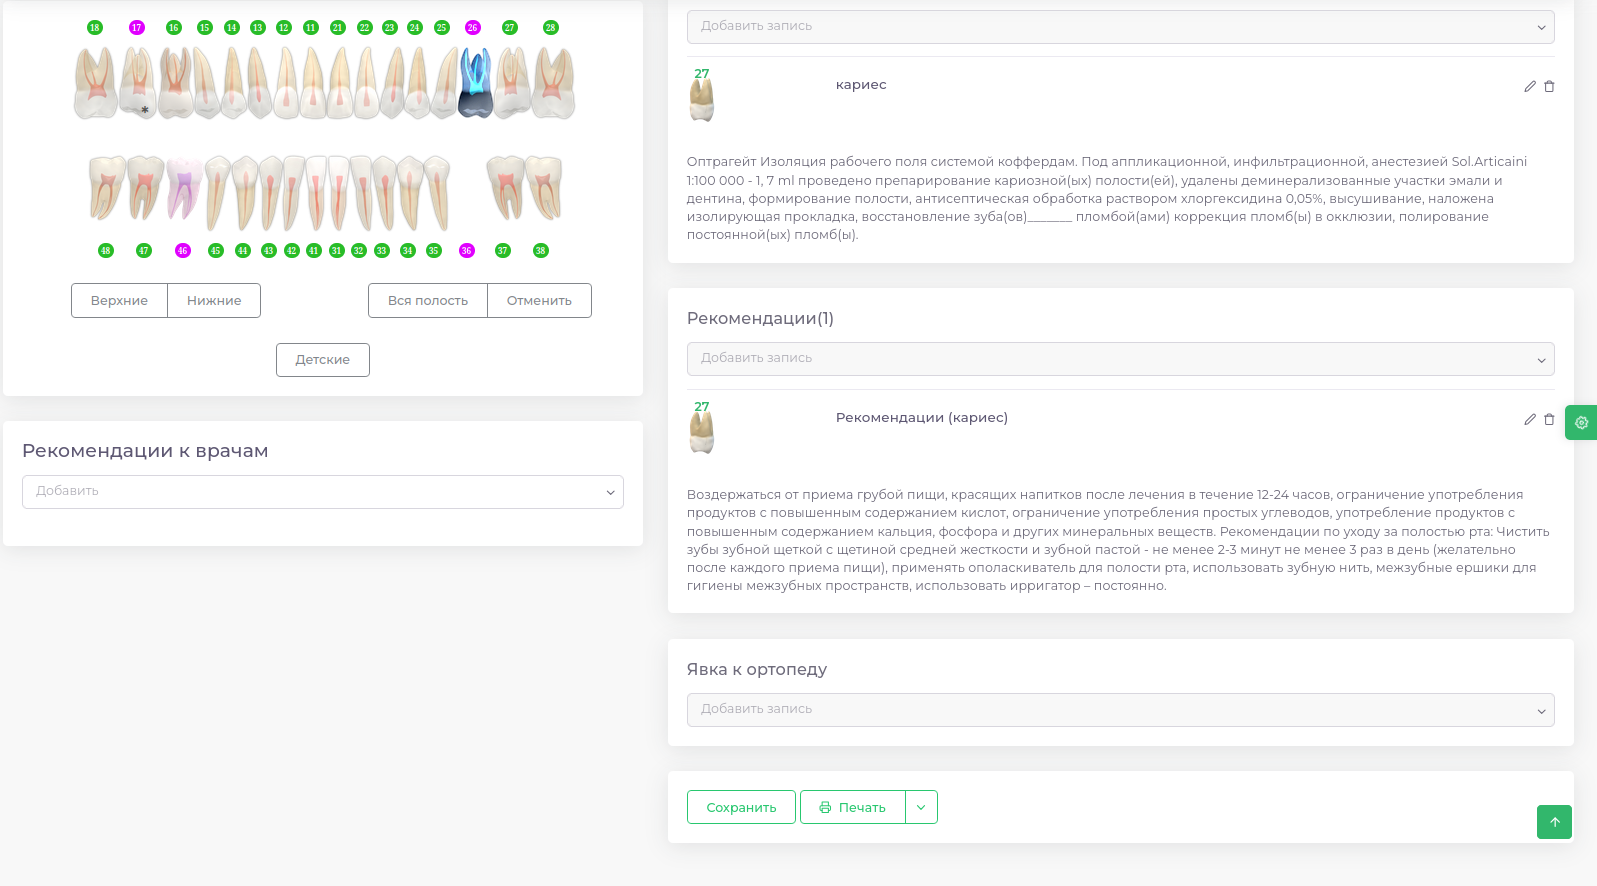 18 17 16 15 14 13 12 11 21 22 23 24 25 26 27 28
*
48 47 46 45 44 43 42 41 31 32 33 34 35 36 37 38
Верхние Нижние Вся полость Отменить
Детские
Рекомендации к врачам
Добавить
Добавить запись
27
кариес
Оптрагейт Изоляция рабочего поля системой коффердам. Под аппликационной, инфильтрационной, анестезией Sol.Articaini
1:100 000 - 1, 7 ml проведено препарирование кариозной(ых) полости(ей), удалены деминерализованные участки эмали и
дентина, формирование полости, антисептическая обработка раствором хлоргексидина 0,05%, высушивание, наложена
изолирующая прокладка, восстановление зуба(ов)_______ пломбой(ами) коррекция пломб(ы) в окклюзии, полирование
постоянной(ых) пломб(ы).
Рекомендации(1)
Добавить запись
27
Рекомендации (кариес)
Воздержаться от приема грубой пищи, красящих напитков после лечения в течение 12-24 часов, ограничение употребления
продуктов с повышенным содержанием кислот, ограничение употребления простых углеводов, употребление продуктов с
повышенным содержанием кальция, фосфора и других минеральных веществ. Рекомендации по уходу за полостью рта: Чистить
зубы зубной щеткой с щетиной средней жесткости и зубной пастой - не менее 2-3 минут не менее 3 раз в день (желательно
после каждого приема пищи), применять ополаскиватель для полости рта, использовать зубную нить, межзубные ершики для
гигиены межзубных пространств, использовать ирригатор – постоянно.
Явка к ортопеду
Добавить запись
Сохранить Печать